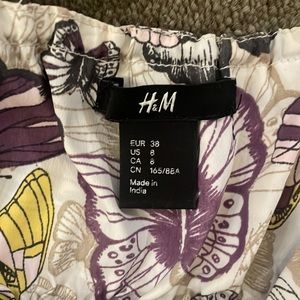 H&M
EUR 38
US 8
CA 8
CN 165/88A
Made in
India